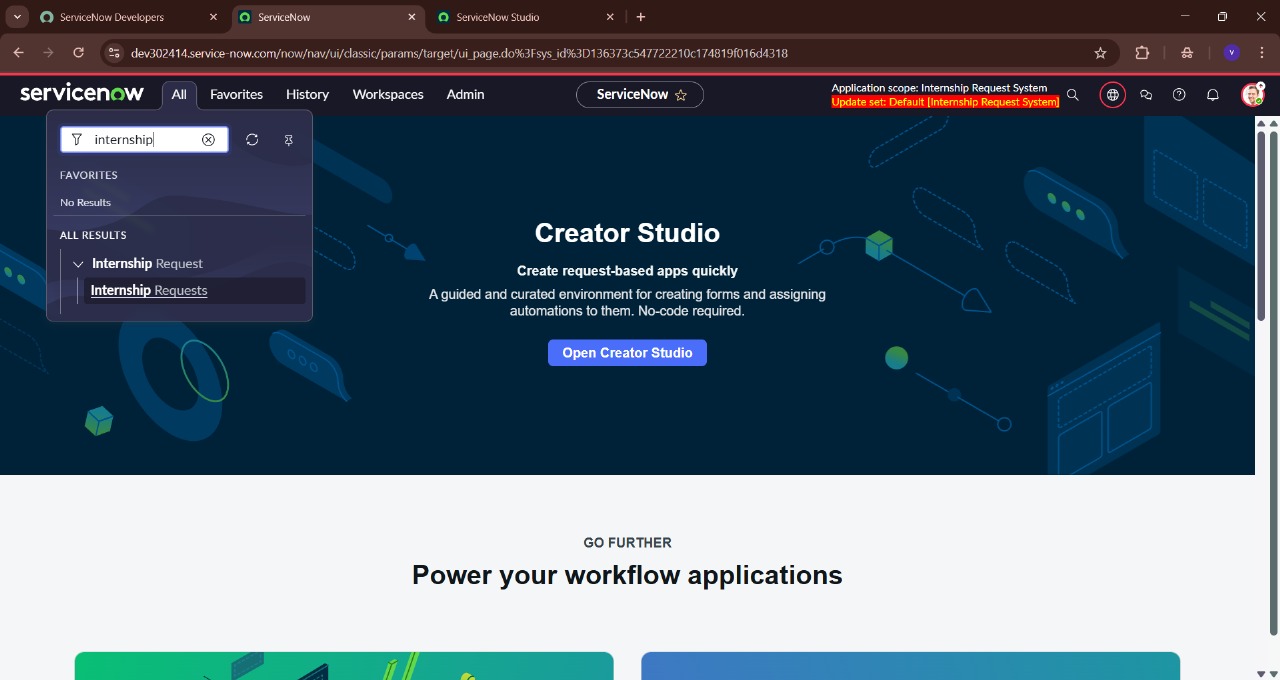 ServiceNow Developers
ServiceNow
ServiceNow Studio
dev302414.service-now.com/now/nav/ui/classic/params/target/ui_page.do%3Fsys_id%3D136373c547722210c174819f016d4318
V
servicenow
All
Favorites
History
Workspaces
Admin
ServiceNow
Application scope: Internship Request System
Update set: Default [Internship Request System]
internship
FAVORITES
No Results
ALL RESULTS
Internship Request
Internship Requests
Creator Studio
Create request-based apps quickly
A guided and curated environment for creating forms and assigning
automations to them. No-code required.
Open Creator Studio
GO FURTHER
Power your workflow applications